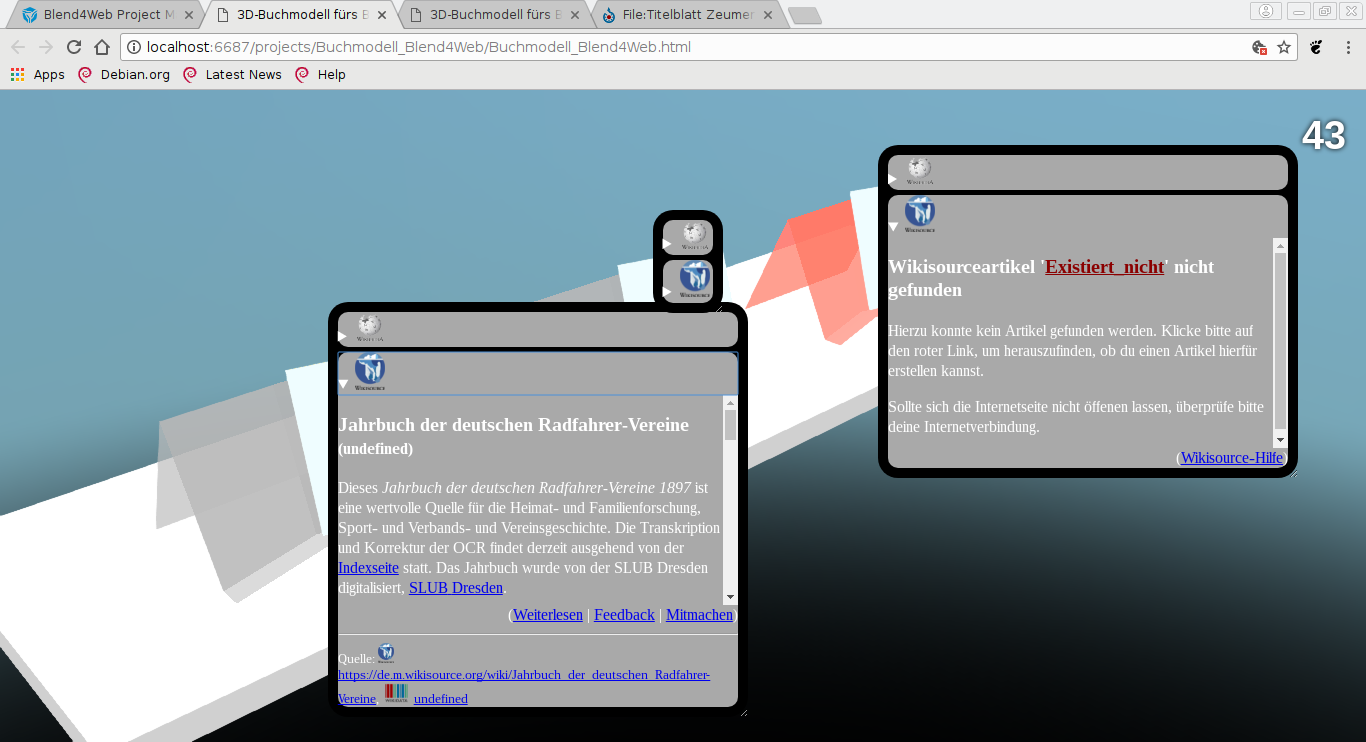 Blend4Web Project M
3D-Buchmodell fürs B
3D-Buchmodell fürs B
File:Titelblatt Zeumer
localhost:6687/projects/Buchmodell_Blend4Web/Buchmodell_Blend4Web.html
Apps Debian.org Latest News Help
43
WIKIPEDIA
WIKISOURCE
Wikisourceartikel 'Existiert_nicht' nicht
gefunden
Hierzu konnte kein Artikel gefunden werden. Klicke bitte auf
den roter Link, um herauszufinden, ob du einen Artikel hierfür
erstellen kannst.
Sollte sich die Internetseite nicht öffenen lassen, überprüfe bitte
deine Internetverbindung.
(Wikisource-Hilfe)
WIKIPEDIA
WIKISOURCE
WIKIPEDIA
WIKISOURCE
Jahrbuch der deutschen Radfahrer-Vereine
(undefined)
Dieses Jahrbuch der deutschen Radfahrer-Vereine 1897 ist
eine wertvolle Quelle für die Heimat- und Familienforschung,
Sport- und Verbands- und Vereinsgeschichte. Die Transkription
und Korrektur der OCR findet derzeit ausgehend von der
Indexseite statt. Das Jahrbuch wurde von der SLUB Dresden
digitalisiert, SLUB Dresden.
(Weiterlesen | Feedback | Mitmachen)
Quelle:
https://de.m.wikisource.org/wiki/Jahrbuch_der_deutschen_Radfahrer-
Vereine, undefined